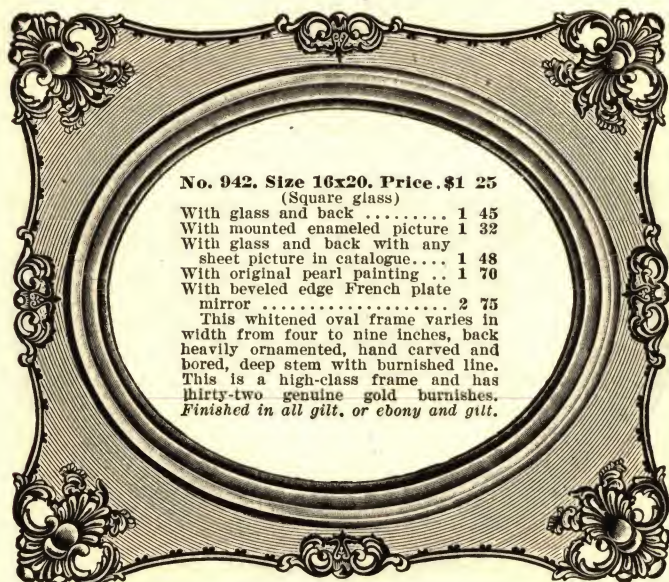 No. 942. Size 16x20. Price.$1 25
(Square glass)
With glass and back ......... 1 45
With mounted enameled picture 1 32
With glass and back with any
sheet picture in catalogue.... 1 48
With original pearl painting .. 1 70
With beveled edge French plate
mirror .................... 2 75
This whitened oval frame varies in
width from four to nine inches, back
heavily ornamented, hand carved and
bored, deep stem with burnished line.
This is a high-class frame and has
thirty-two genuine gold burnishes.
Finished in all gilt, or ebony and gilt.